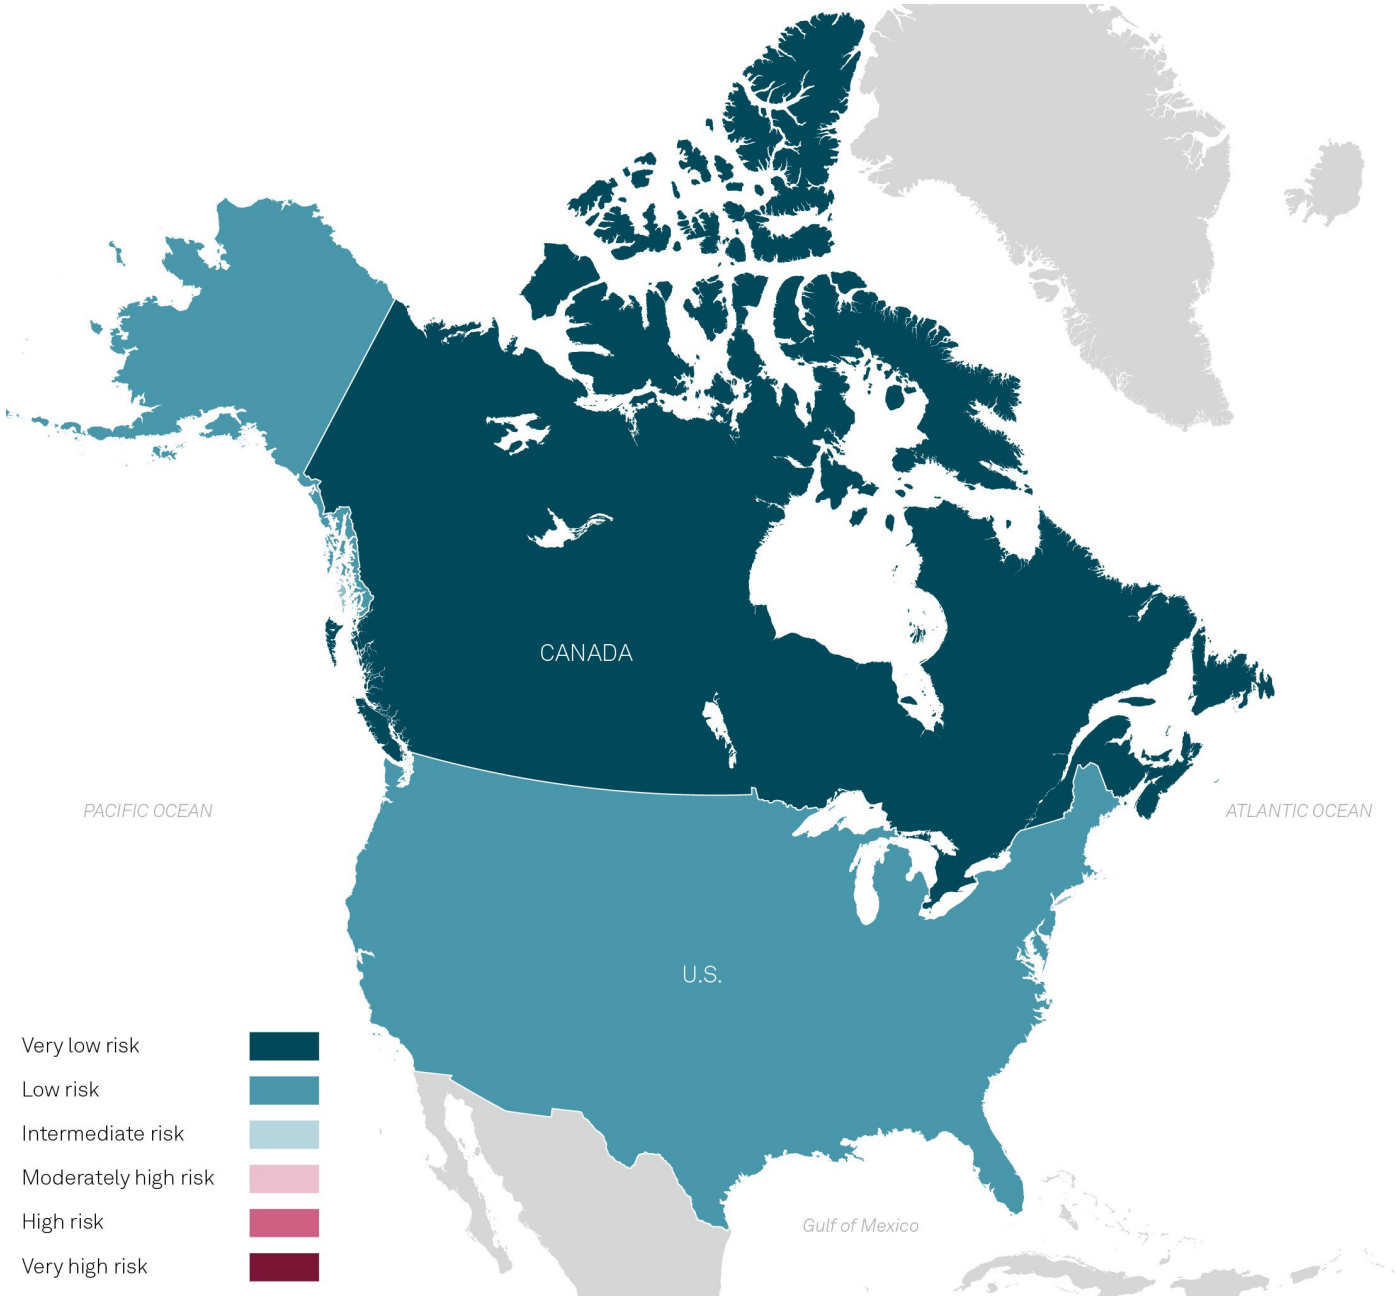 CANADA
PACIFIC OCEAN
ATLANTIC OCEAN
U.S.
Very low risk
Low risk
Intermediate risk
Moderately high risk
High risk
Very high risk
Gulf of Mexico